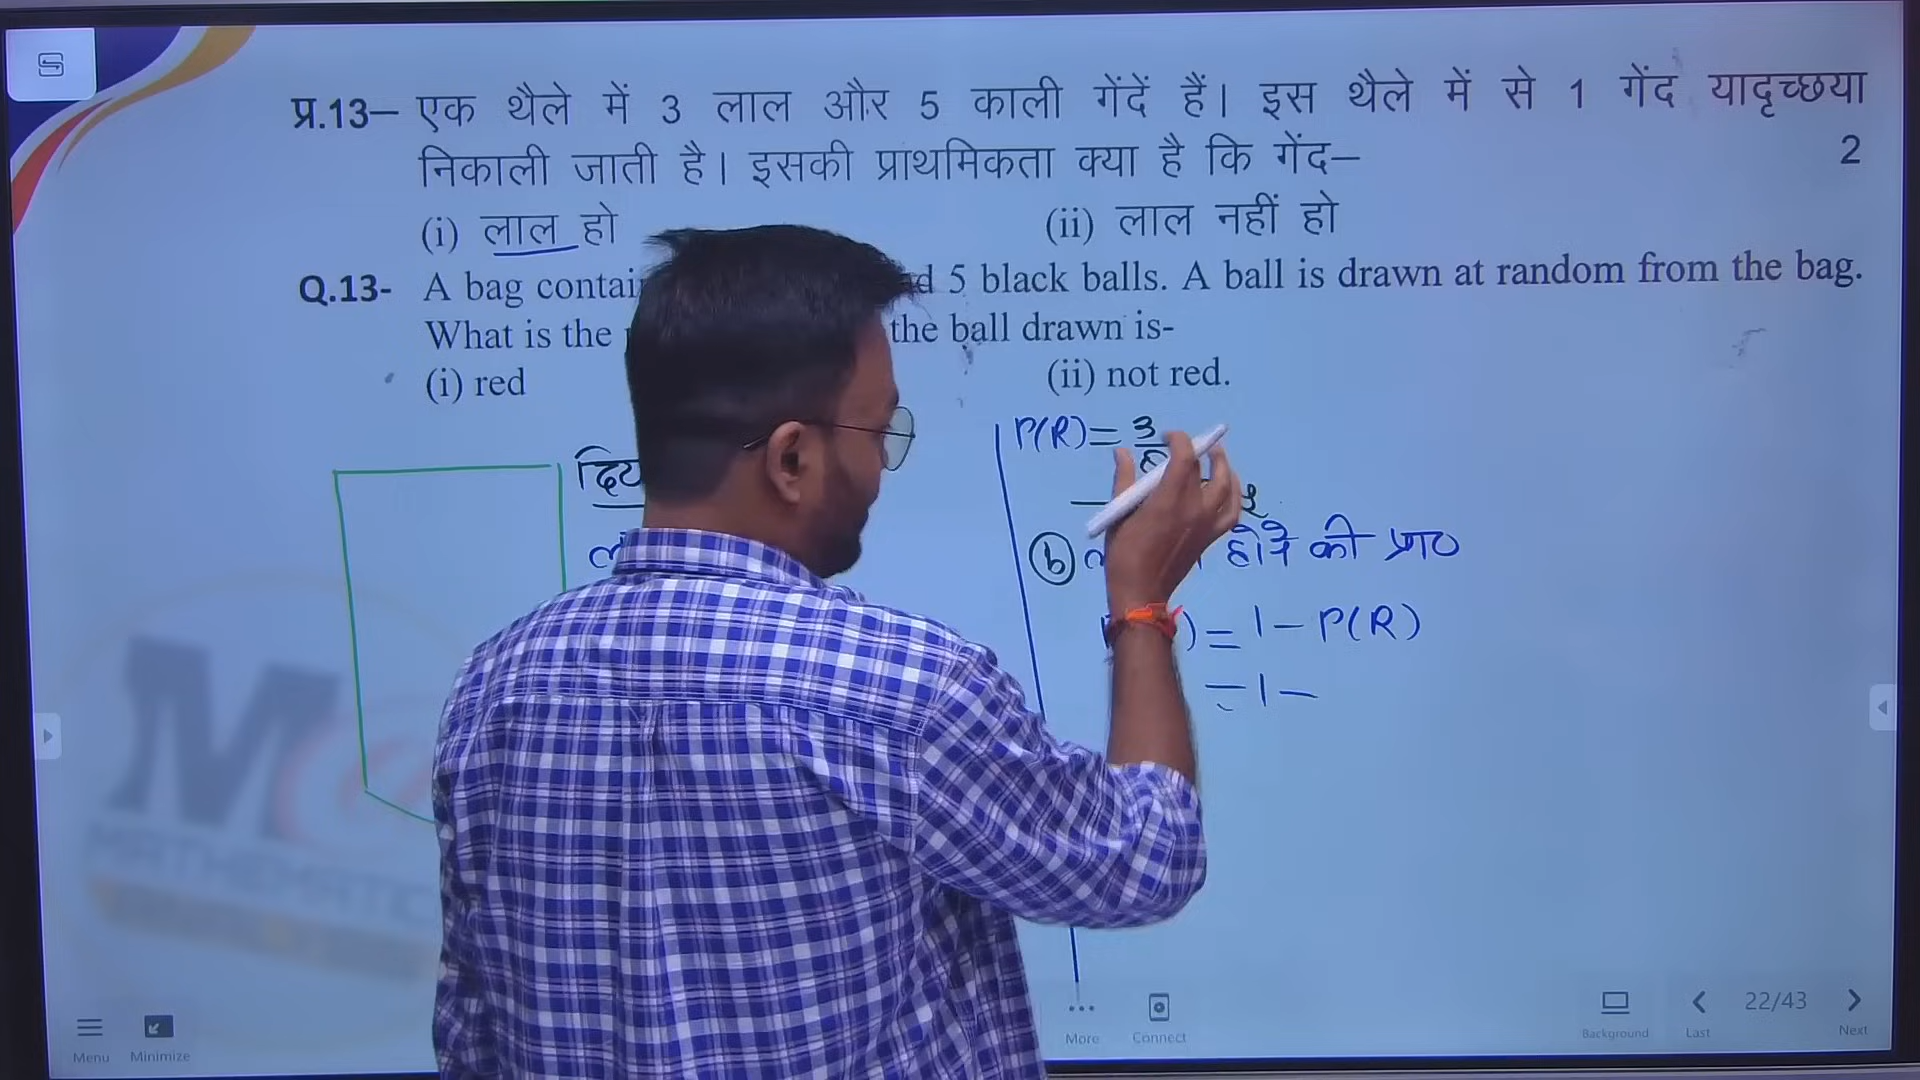 प्र.13– एक थैले में 3 लाल और 5 काली गेंदें हैं। इस थैले में से 1 गेंद यादृच्छया
निकाली जाती है। इसकी प्राथमिकता क्या है कि गेंद– 2
(i) लाल हो (ii) लाल नहीं हो
Q.13- A bag 5 black balls. A ball is drawn at random from the bag.
What is the the ball drawn is-
(i) red (ii) not red.
P(R) = 3
(b) होने की प्रा०
) = 1 - P(R)
= 1 -
MATHEMATIC
Menu Minimize More Connect Background Last 22/43 Next